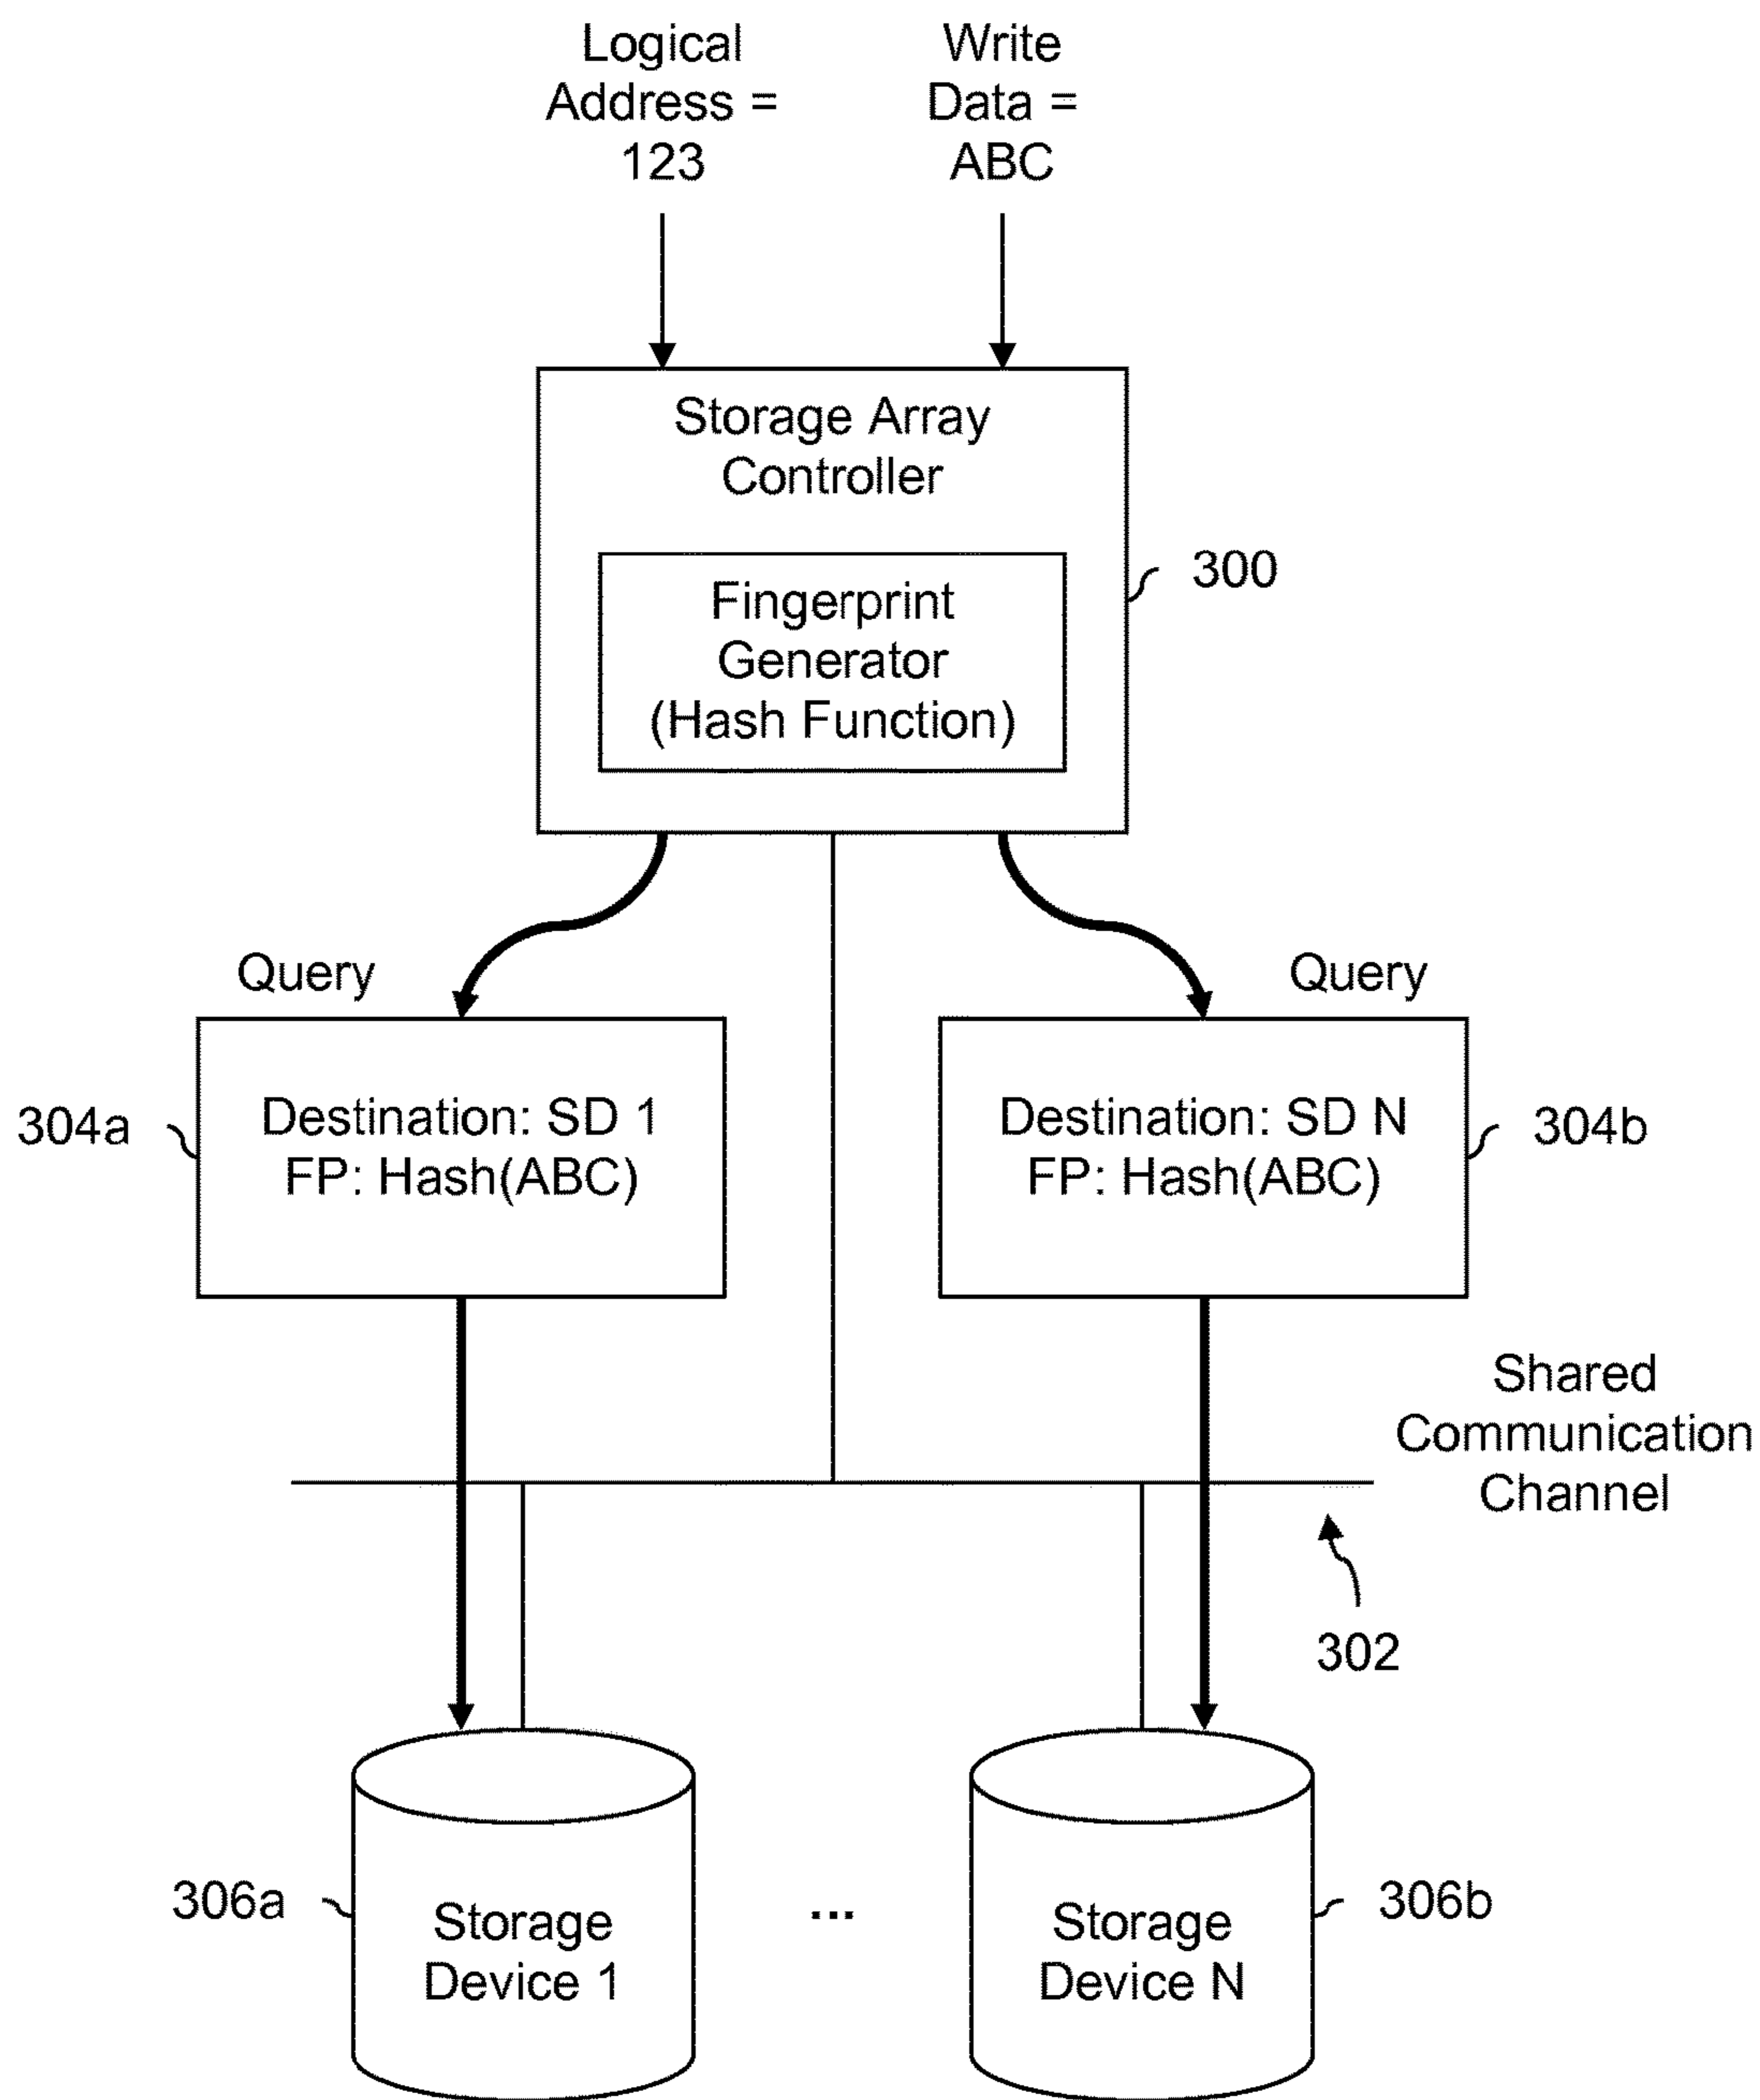 Logical
Address =
123
Write
Data =
ABC
Storage Array
Controller
300
Fingerprint
Generator
(Hash Function)
Query
Query
304a
Destination: SD 1
FP: Hash(ABC)
Destination: SD N
FP: Hash(ABC)
304b
Shared
Communication
Channel
302
306a
Storage
Device 1
...
Storage
Device N
306b